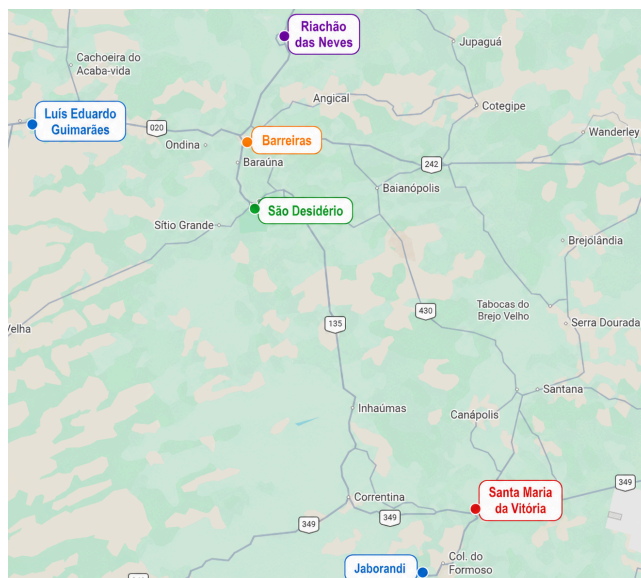 Riachão
das Neves
Jupaguá
Cachoeira do
Acaba-vida
Angical
Cotegipe
Luís Eduardo
Guimarães
020
Ondina
Barreiras
Wanderley
Baraúna
242
Baianópolis
São Desidério
Sítio Grande
Brejolândia
Tabocas do
Brejo Velho
430
135
Serra Dourada
Velha
Santana
Inhaúmas
Canápolis
349
Santa Maria
da Vitória
Correntina
349
349
Col. do
Formoso
Jaborandi